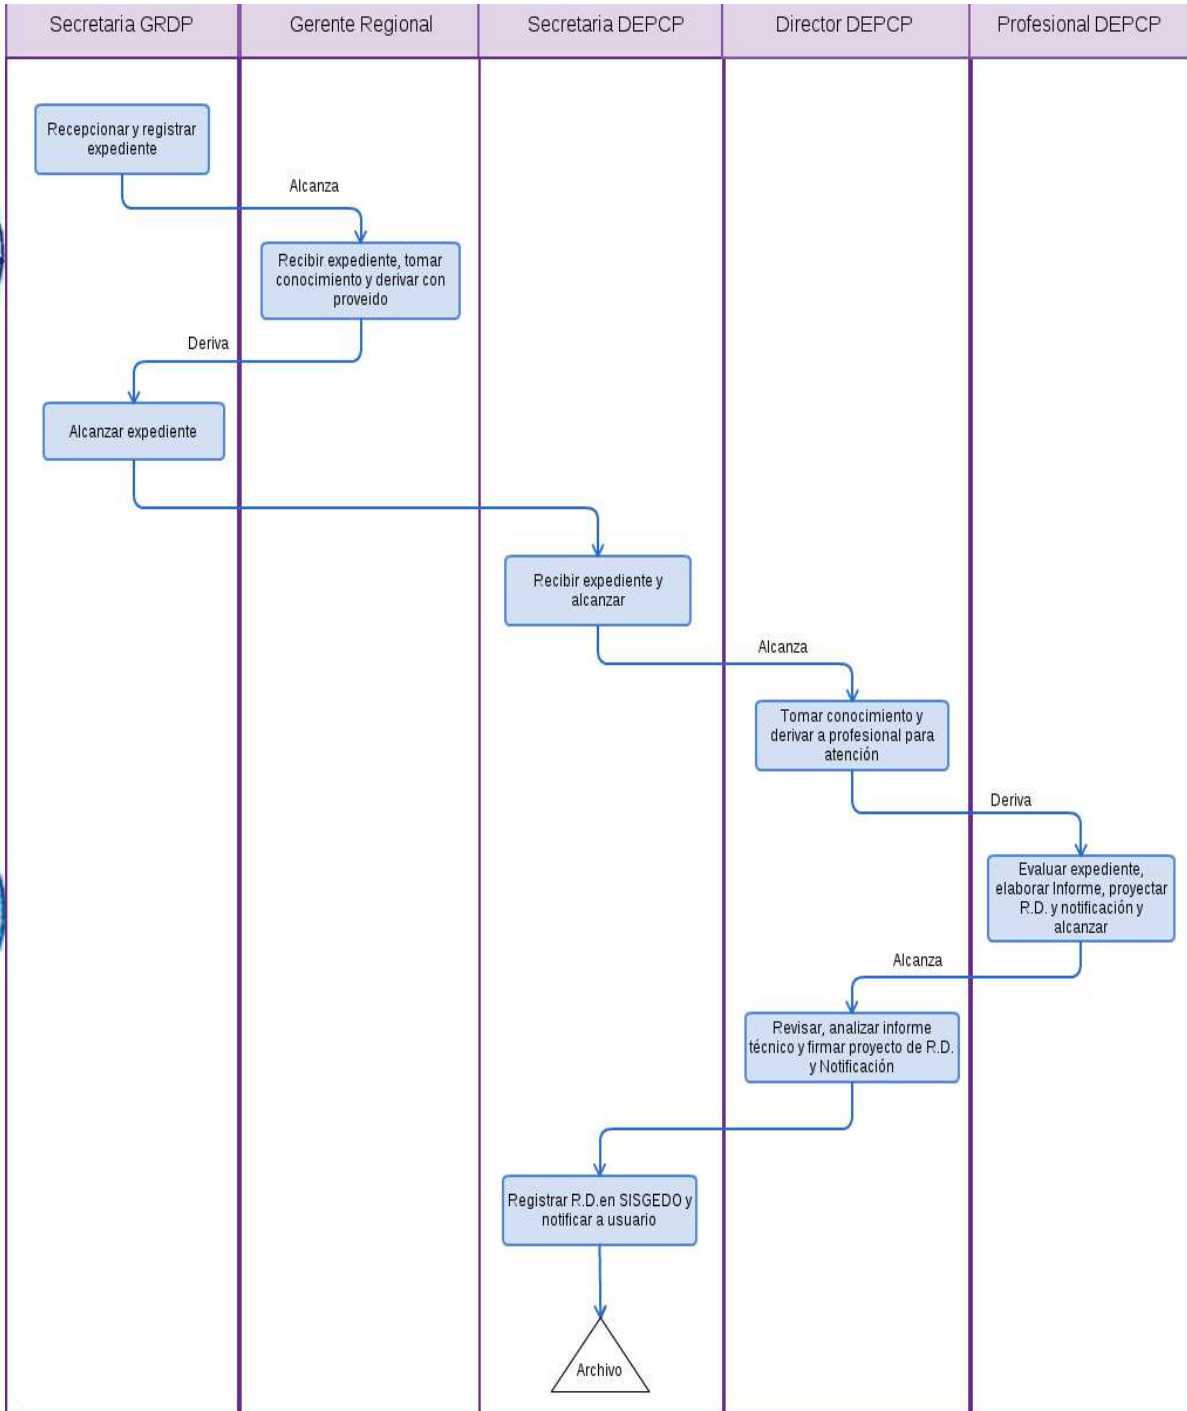 Secretaria GRDP
Gerente Regional
Secretaria DEPCP
Director DEPCP
Profesional DEPCP
Recepcionar y registrar
expediente
Alcanza
Recibir expediente, tomar
conocimiento y derivar con
proveido
Deriva
Alcanzar expediente
Recibir expediente y
alcanzar
Alcanza
Tomar conocimiento y
derivar a profesional para
atención
Deriva
Evaluar expediente,
elaborar Informe, proyectar
R.D. y notificación y
alcanzar
Alcanza
Revisar, analizar informe
técnico y firmar proyecto de R.D.
y Notificación
Registrar R.D.en SISGEDO y
notificar a usuario
Archivo